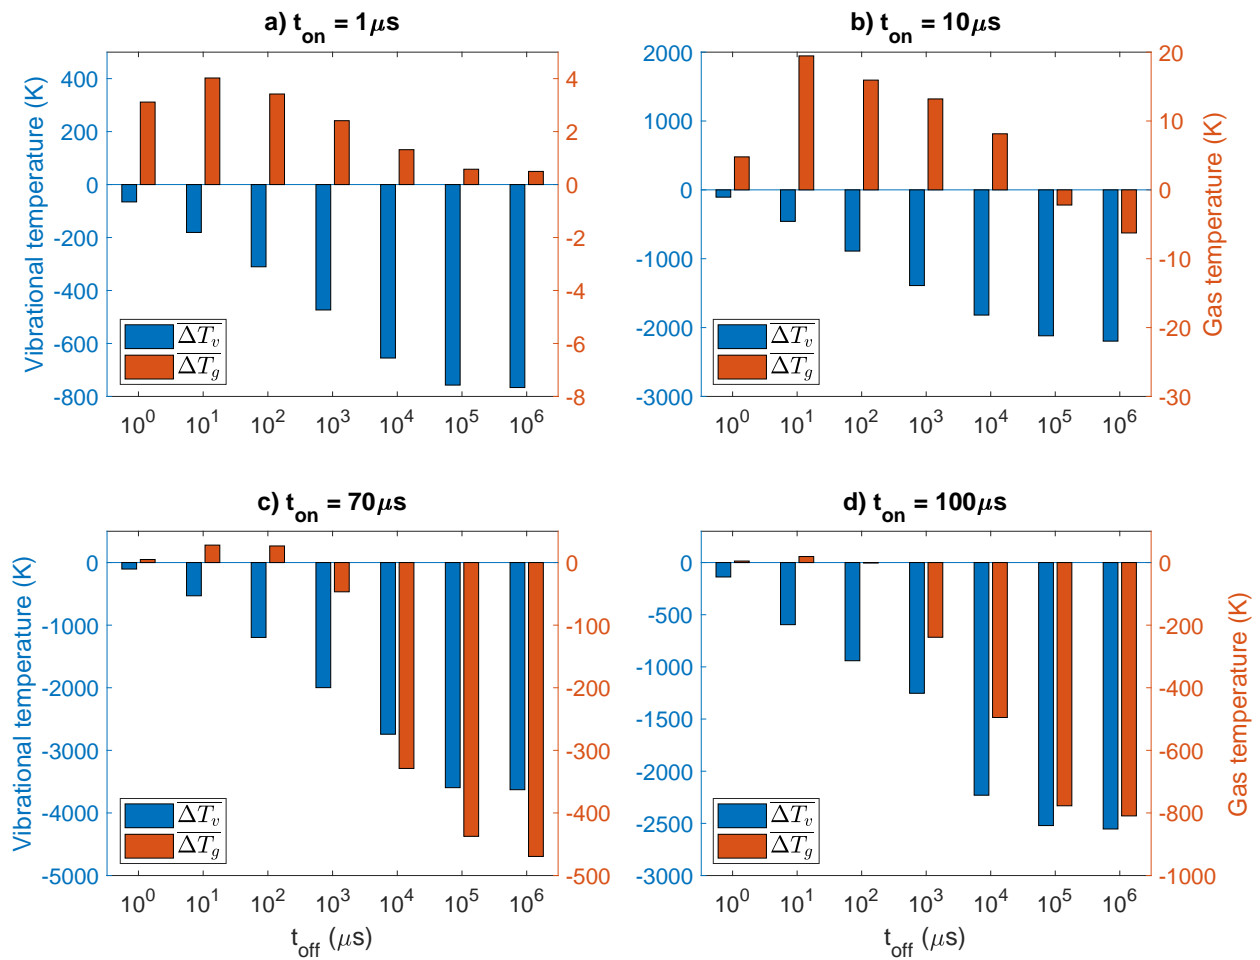 a) t_on = 1μs
Vibrational temperature (K)
400
200
0
-200
-400
-600
-800
4
2
0
-2
-4
-6
-8
ΔT_v
ΔT_g
10^0 10^1 10^2 10^3 10^4 10^5 10^6
b) t_on = 10μs
2000
1000
0
-1000
-2000
-3000
20
10
0
-10
-20
-30
Gas temperature (K)
ΔT_v
ΔT_g
10^0 10^1 10^2 10^3 10^4 10^5 10^6
c) t_on = 70μs
Vibrational temperature (K)
0
-1000
-2000
-3000
-4000
-5000
0
-100
-200
-300
-400
-500
ΔT_v
ΔT_g
10^0 10^1 10^2 10^3 10^4 10^5 10^6
t_off (μs)
d) t_on = 100μs
0
-500
-1000
-1500
-2000
-2500
-3000
0
-200
-400
-600
-800
-1000
Gas temperature (K)
ΔT_v
ΔT_g
10^0 10^1 10^2 10^3 10^4 10^5 10^6
t_off (μs)